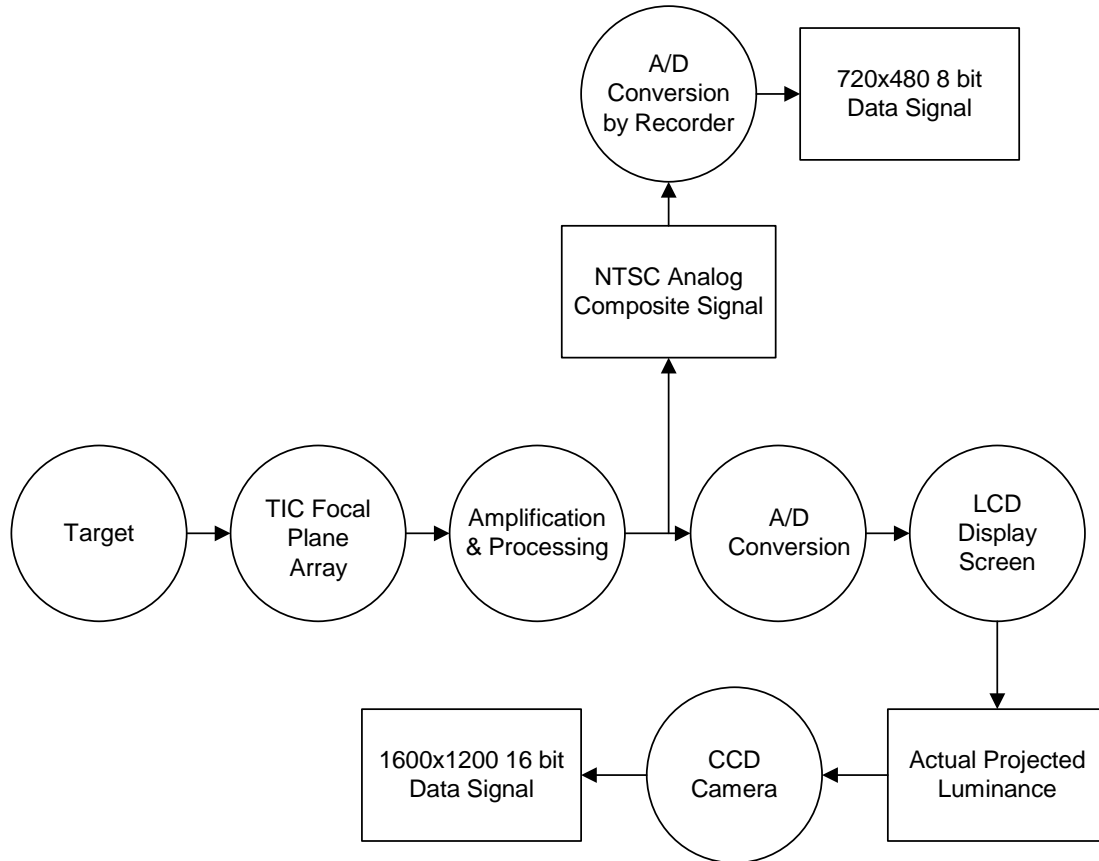 A/D
Conversion
by Recorder
720x480 8 bit
Data Signal
NTSC Analog
Composite Signal
Target
TIC Focal
Plane
Array
Amplification
& Processing
A/D
Conversion
LCD
Display
Screen
1600x1200 16 bit
Data Signal
CCD
Camera
Actual Projected
Luminance